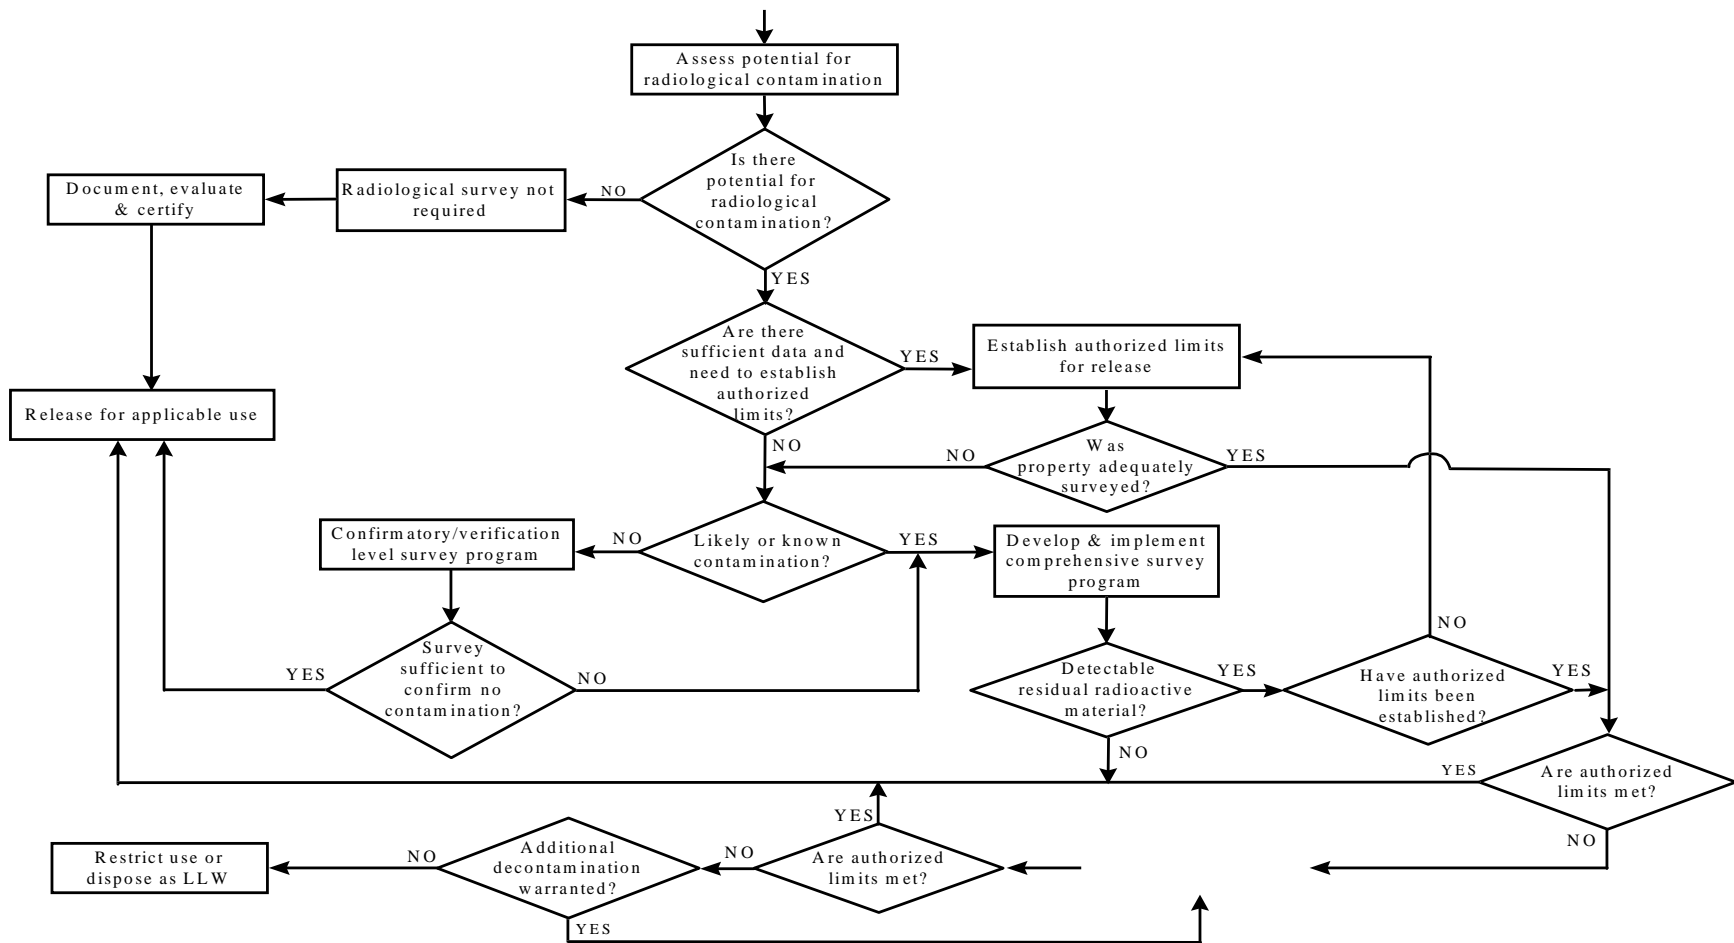 Assess potential for
radiological contamination
Is there
potential for
radiological
contamination?
NO
Radiological survey not
required
Document, evaluate
& certify
YES
Are there
sufficient data and
need to establish
authorized
limits?
YES
Establish authorized limits
for release
Release for applicable use
NO
Was
property adequately
surveyed?
NO
YES
Likely or known
contamination?
NO
YES
Confirmatory/verification
level survey program
Develop & implement
comprehensive survey
program
Survey
sufficient to
confirm no
contamination?
YES
NO
Detectable
residual radioactive
material?
YES
NO
Have authorized
limits been
established?
NO
YES
Are authorized
limits met?
YES
NO
Are authorized
limits met?
YES
NO
Additional
decontamination
warranted?
NO
YES
Restrict use or
dispose as LLW